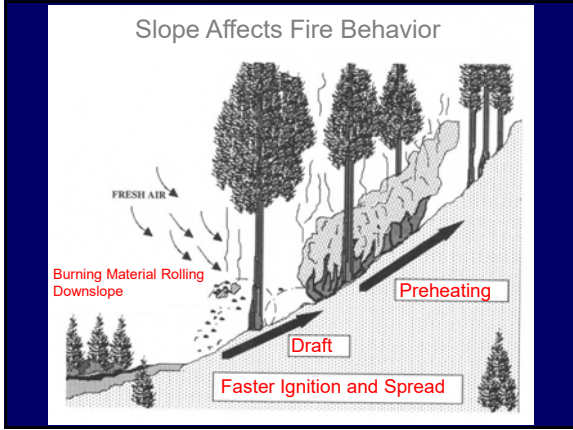 Slope Affects Fire Behavior
FRESH AIR
Burning Material Rolling
Downslope
Preheating
Draft
Faster Ignition and Spread